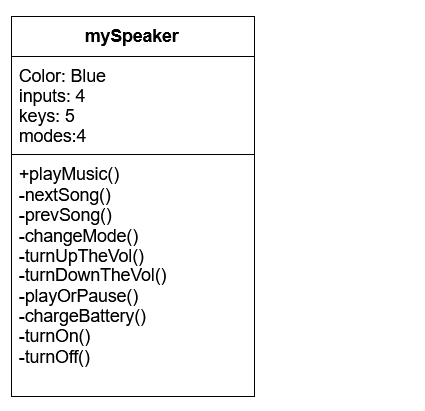 mySpeaker
Color: Blue
inputs: 4
keys: 5
modes:4
+playMusic()
-nextSong()
-prevSong()
-changeMode()
-turnUpTheVol()
-turnDownTheVol()
-playOrPause()
-chargeBattery()
-turnOn()
-turnOff()